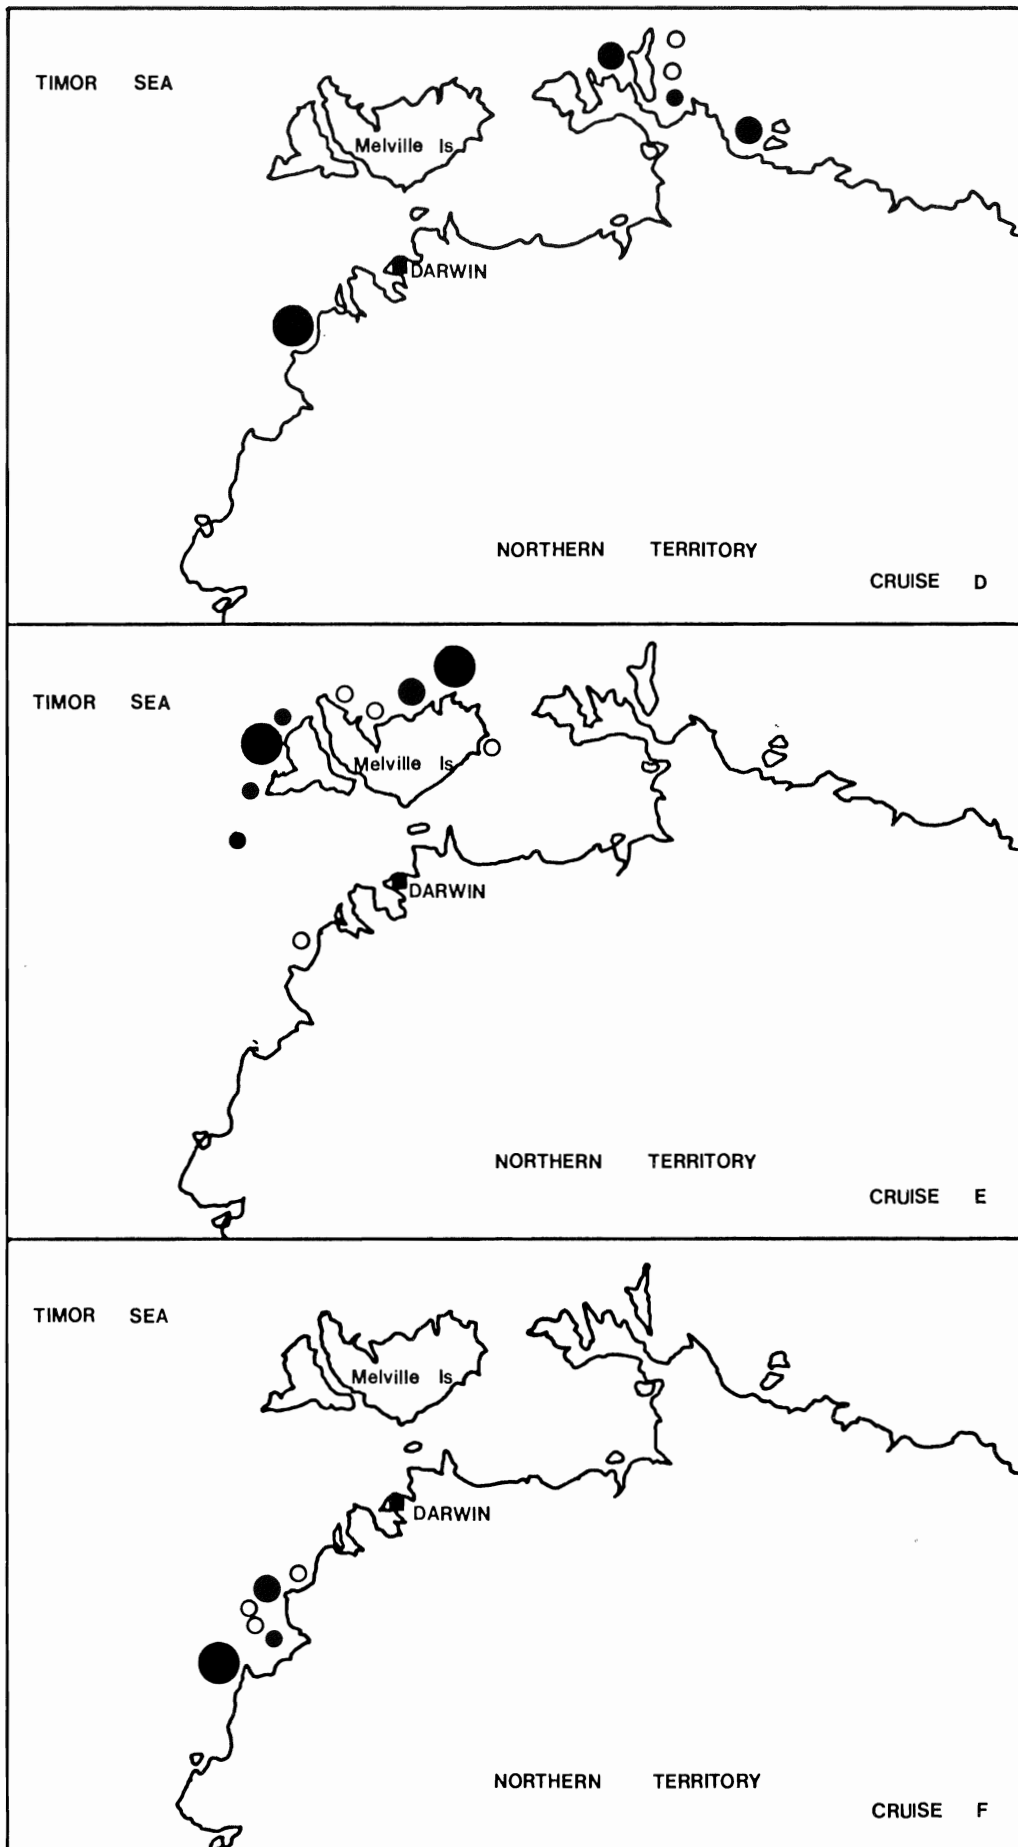 TIMOR SEA
Melville Is
DARWIN
NORTHERN TERRITORY
CRUISE D
TIMOR SEA
Melville Is
DARWIN
NORTHERN TERRITORY
CRUISE E
TIMOR SEA
Melville Is
DARWIN
NORTHERN TERRITORY
CRUISE F